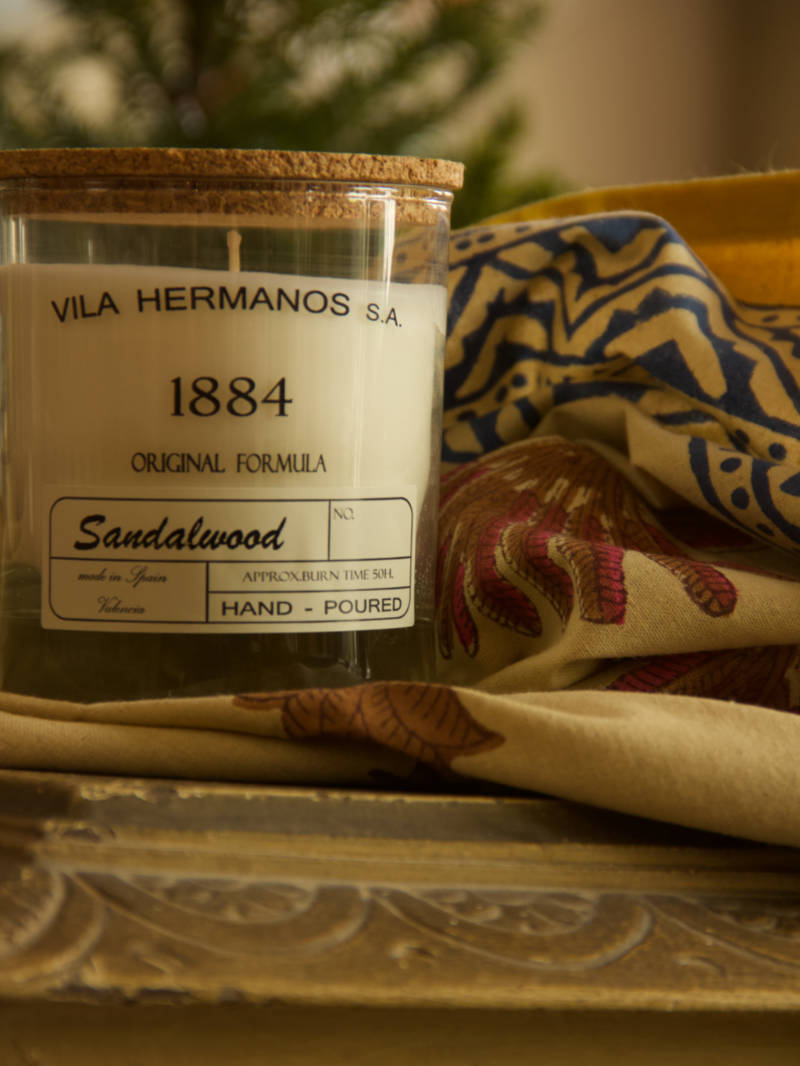 VILA HERMANOS S.A.
1884
ORIGINAL FORMULA
Sandalwood
NO.
made in Spain
Valencia
APPROX.BURN TIME 50H.
HAND - POURED